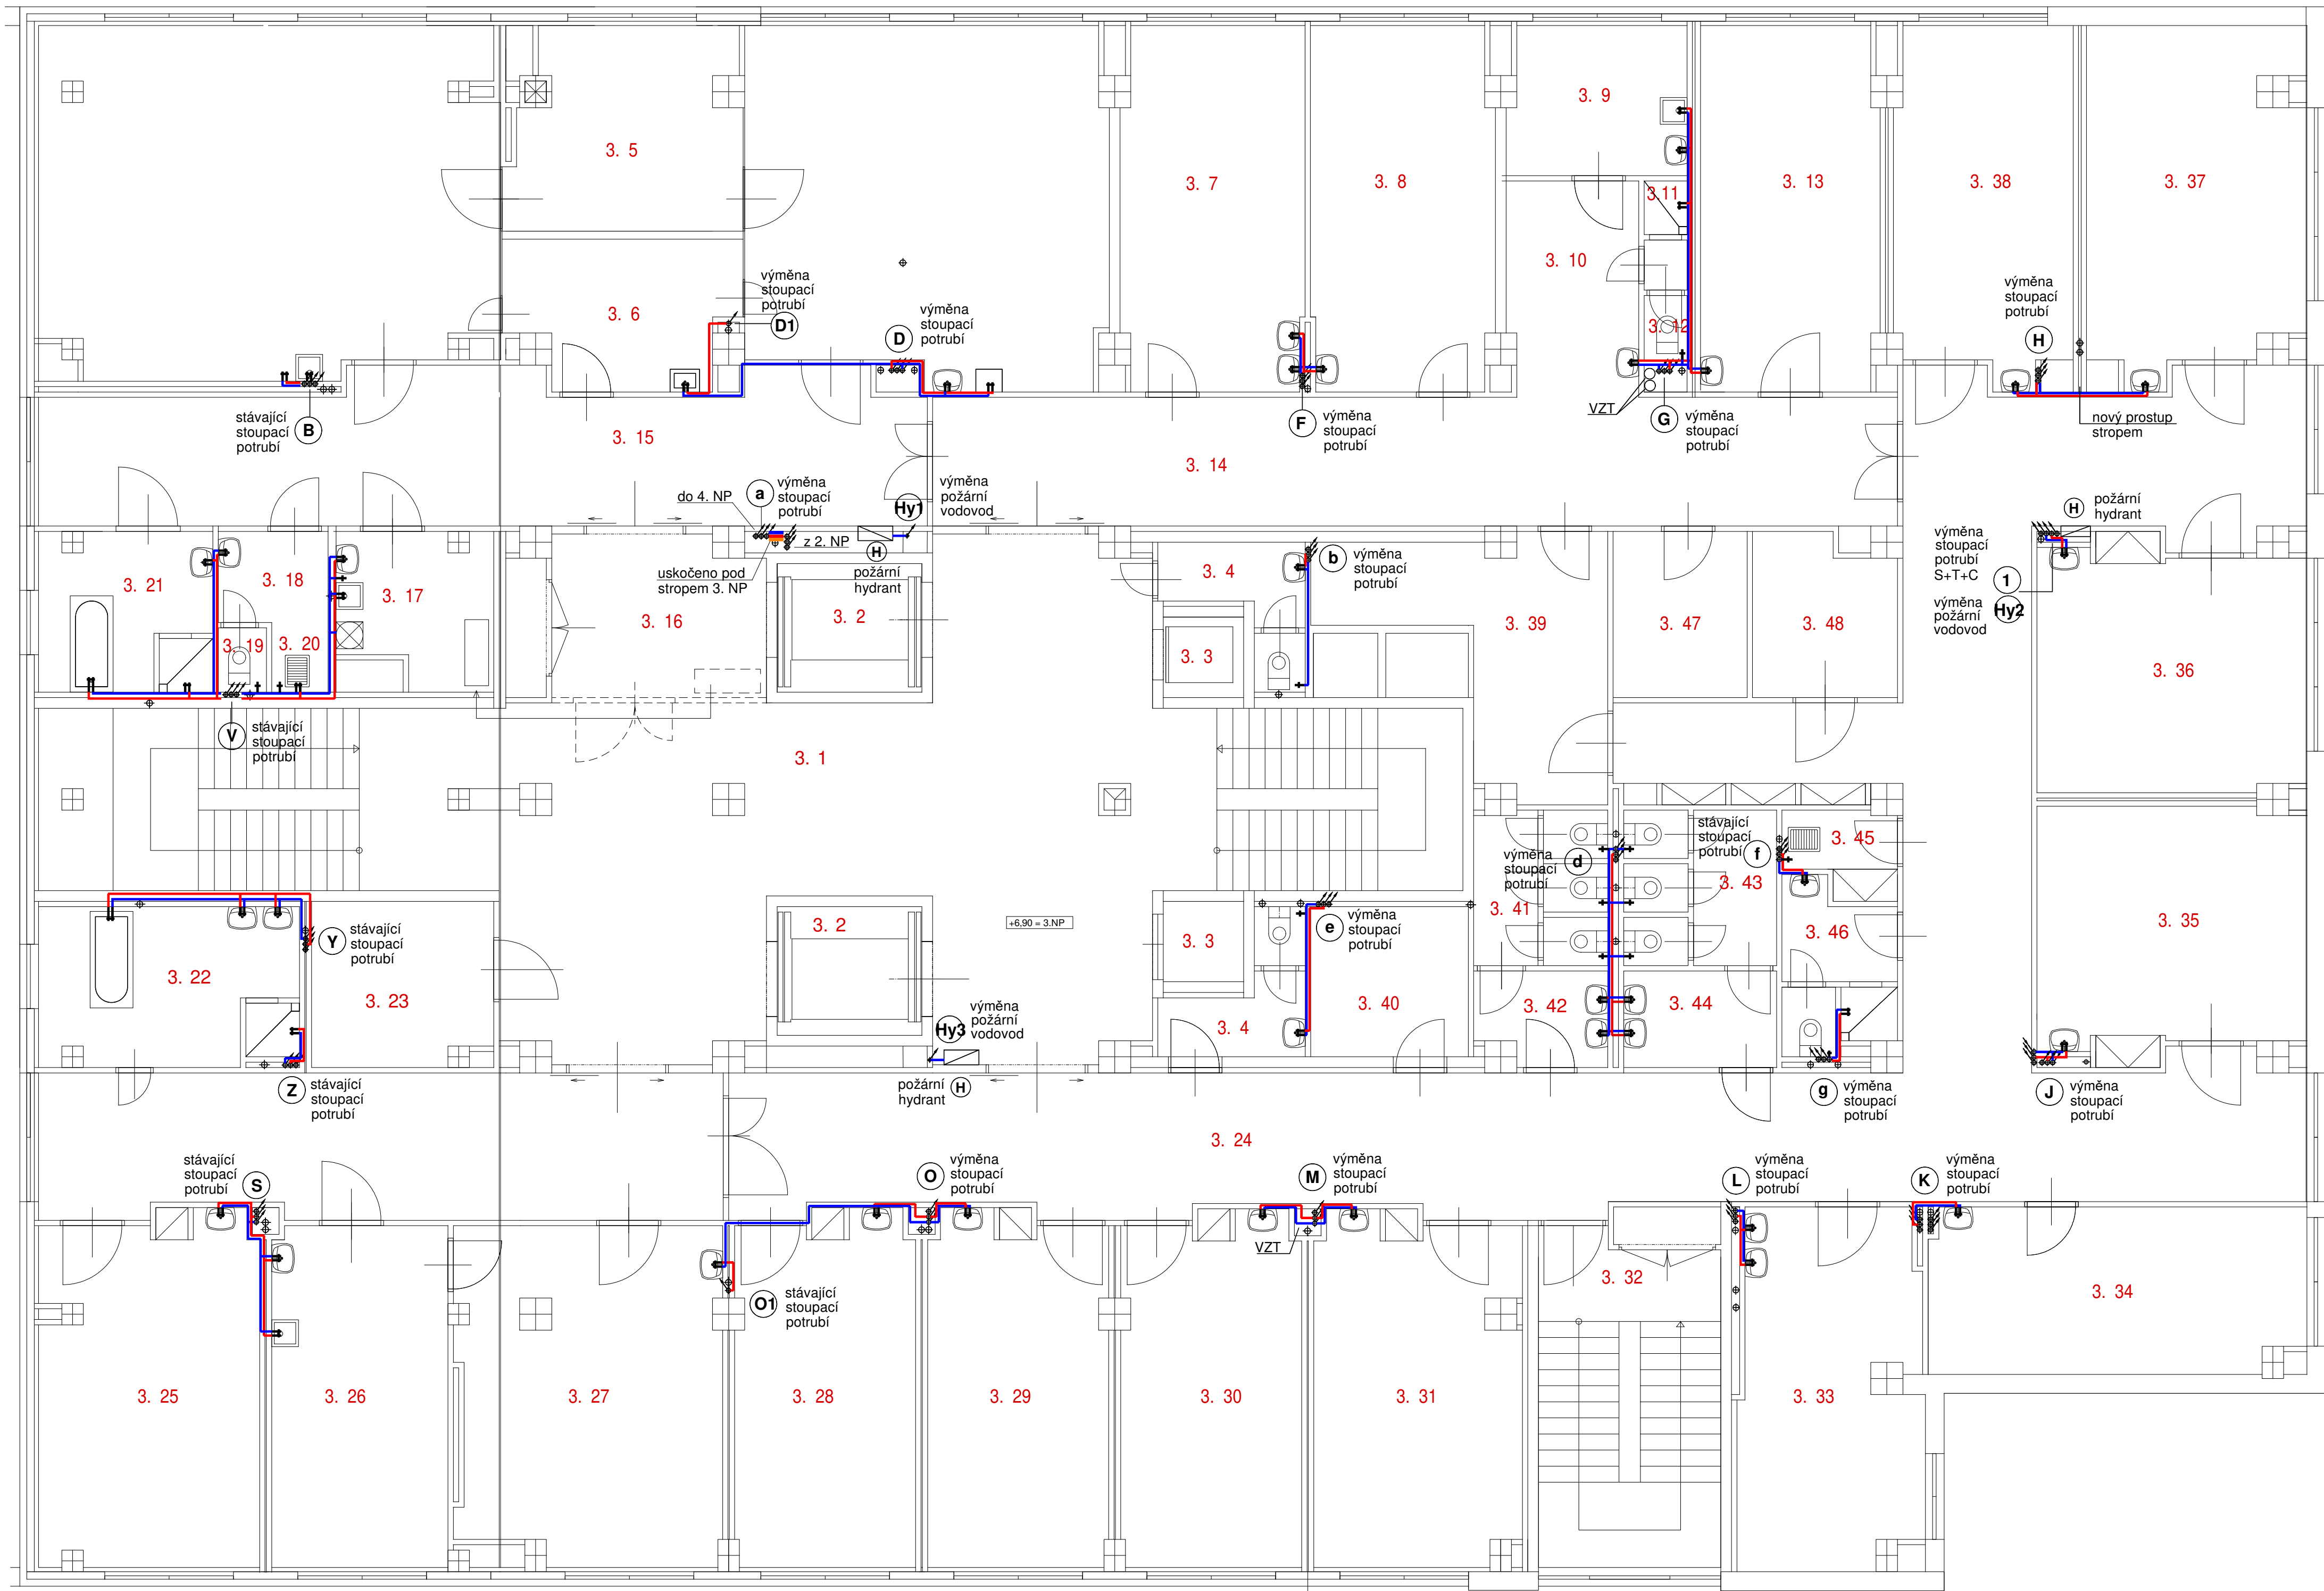 3. 9
3. 5
3. 7
3. 8
3.11
3. 13
3. 38
3. 37
3. 10
výměna
stoupací
potrubí
D1
3. 6
výměna
stoupací
potrubí
D
3. 12
výměna
stoupací
potrubí
H
VZT
G
výměna
stoupací
potrubí
F
výměna
stoupací
potrubí
nový prostup
stropem
stávající
stoupací
potrubí
B
3. 15
3. 14
do 4. NP
a
výměna
stoupací
potrubí
Hy1
výměna
požární
vodovod
z 2. NP
H
požární
hydrant
uskočeno pod
stropem 3. NP
H
požární
hydrant
výměna
stoupací
potrubí
S+T+C
1
výměna
požární
vodovod
Hy2
b
výměna
stoupací
potrubí
3. 4
3. 21
3. 18
3. 17
3. 16
3. 2
3. 39
3. 47
3. 48
3. 19
3. 20
3. 3
3. 36
V
stávající
stoupací
potrubí
3. 1
stávající
stoupací
potrubí
f
3. 45
výměna
stoupací
potrubí
d
3. 43
3. 41
3. 2
+6,90 = 3.NP
e
výměna
stoupací
potrubí
3. 35
3. 46
Y
stávající
stoupací
potrubí
3. 3
3. 22
3. 23
3. 40
3. 42
3. 44
3. 4
Hy3
výměna
požární
vodovod
Z
stávající
stoupací
potrubí
požární
hydrant
H
g
výměna
stoupací
potrubí
J
výměna
stoupací
potrubí
3. 24
stávající
stoupací
potrubí
S
O
výměna
stoupací
potrubí
M
výměna
stoupací
potrubí
L
výměna
stoupací
potrubí
K
výměna
stoupací
potrubí
VZT
3. 32
O1
stávající
stoupací
potrubí
3. 34
3. 25
3. 26
3. 27
3. 28
3. 29
3. 30
3. 31
3. 33